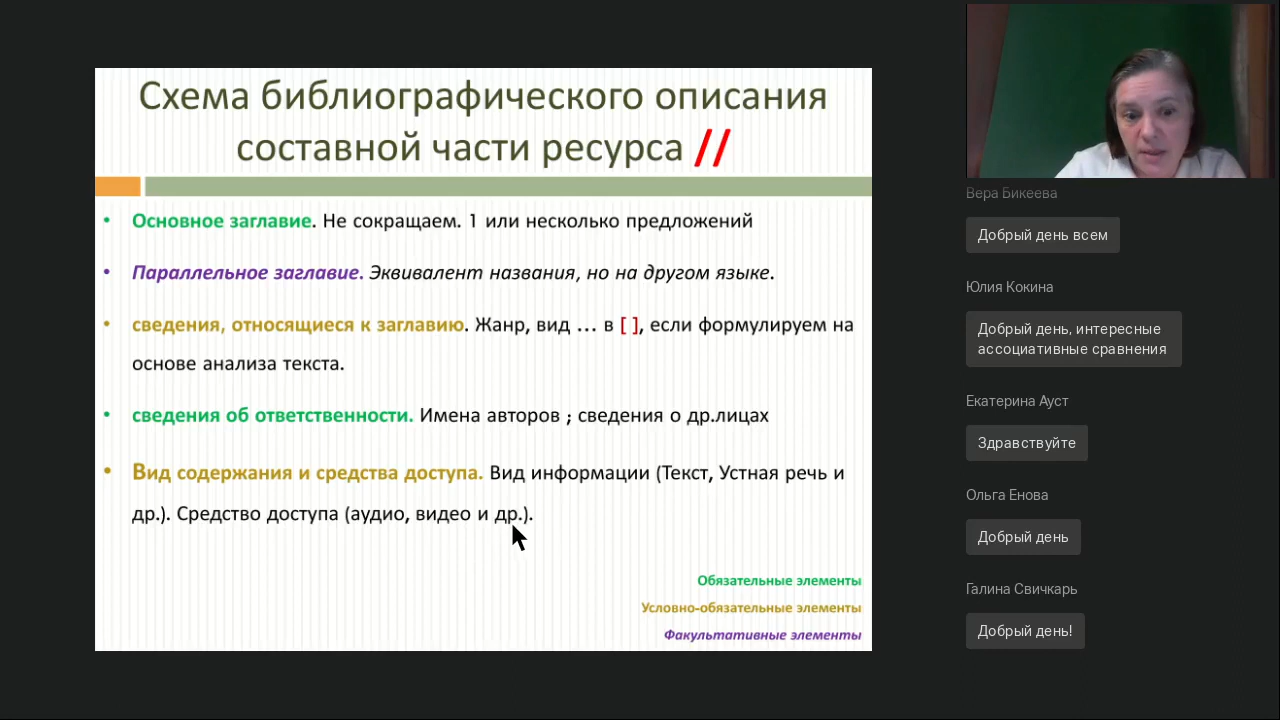 Схема библиографического описания
составной части ресурса //
• Основное заглавие. Не сокращаем. 1 или несколько предложений
• Параллельное заглавие. Эквивалент названия, но на другом языке.
• сведения, относящиеся к заглавию. Жанр, вид ... в [ ], если формулируем на
основе анализа текста.
• сведения об ответственности. Имена авторов ; сведения о др.лицах
• Вид содержания и средства доступа. Вид информации (Текст, Устная речь и
др.). Средство доступа (аудио, видео и др.).
Обязательные элементы
Условно-обязательные элементы
Факультативные элементы
Вера Бикеева
Добрый день всем
Юлия Кокина
Добрый день, интересные
ассоциативные сравнения
Екатерина Ауст
Здравствуйте
Ольга Енова
Добрый день
Галина Свичкарь
Добрый день!